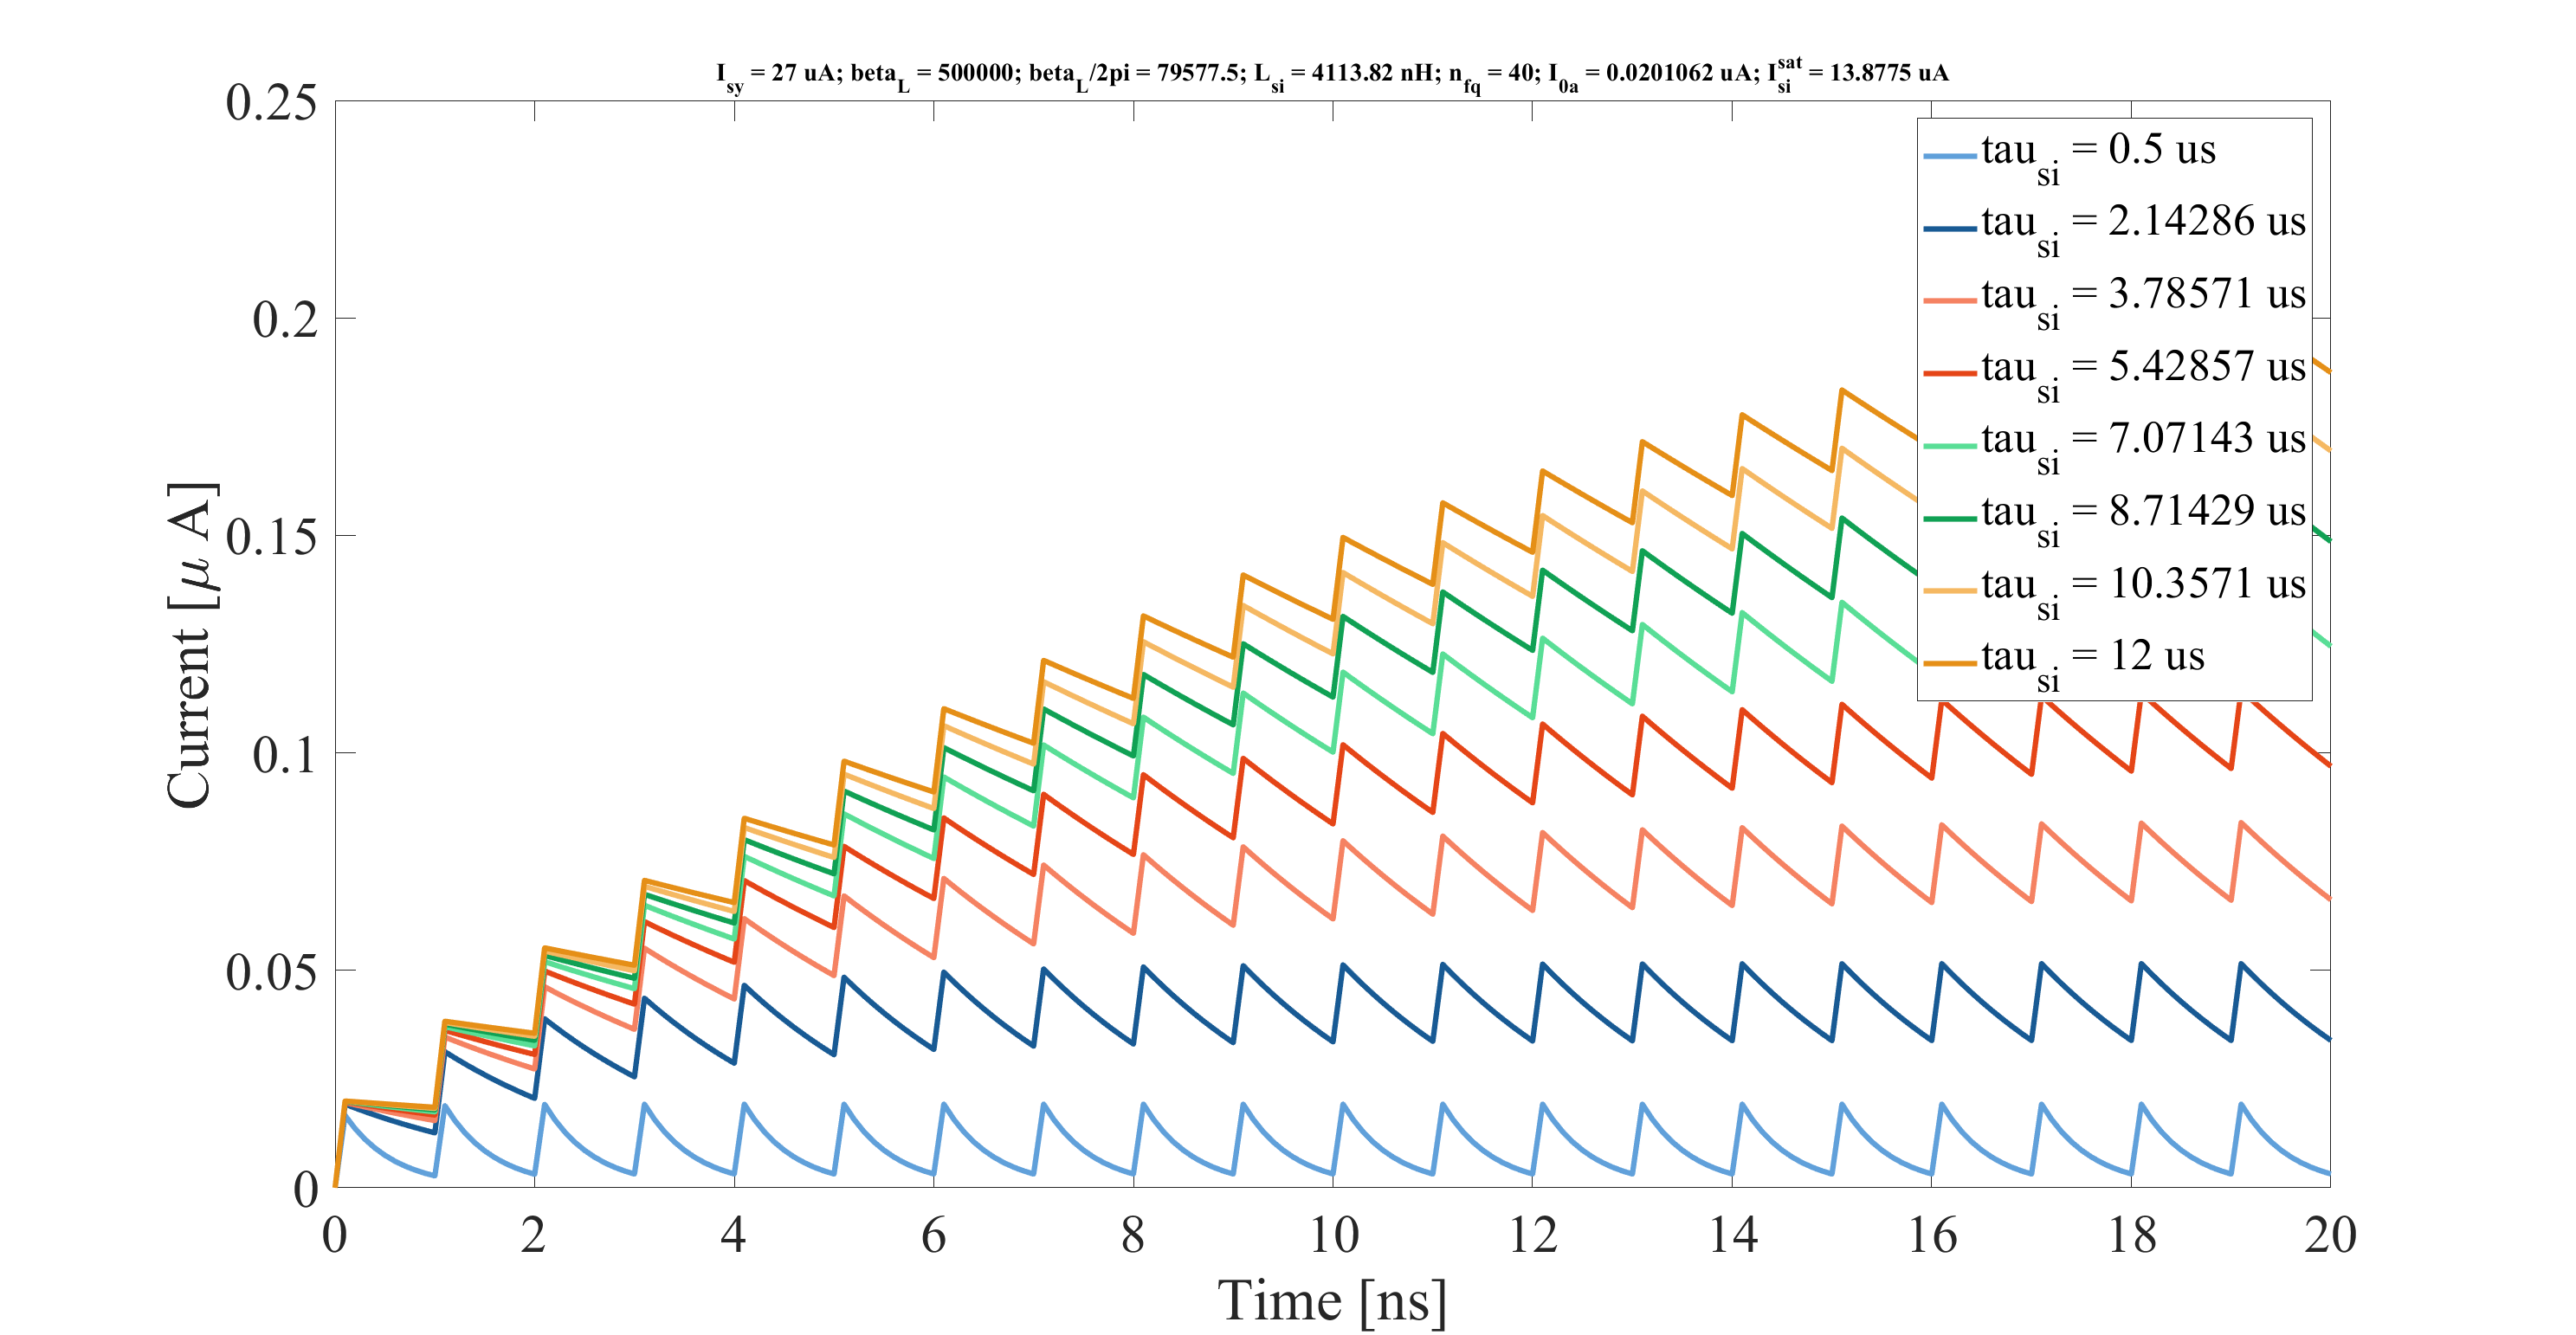 I_sy = 27 uA; beta_L = 500000; beta_L/2pi = 79577.5; L_si = 4113.82 nH; n_fq = 40; I_0a = 0.0201062 uA; I_si^sat = 13.8775 uA
0.25
0.2
0.15
0.1
0.05
0
Current [μ A]
tau_si = 0.5 us
tau_si = 2.14286 us
tau_si = 3.78571 us
tau_si = 5.42857 us
tau_si = 7.07143 us
tau_si = 8.71429 us
tau_si = 10.3571 us
tau_si = 12 us
0 2 4 6 8 10 12 14 16 18 20
Time [ns]